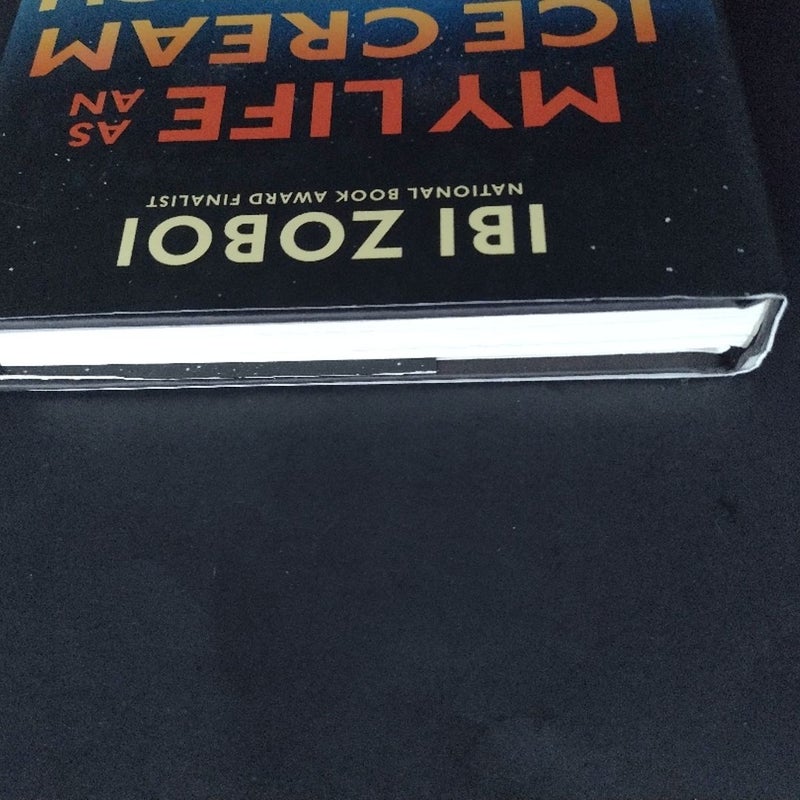 IBI ZOBOI
NATIONAL BOOK AWARD FINALIST
MY LIFE
AS AN
ICE CREAM